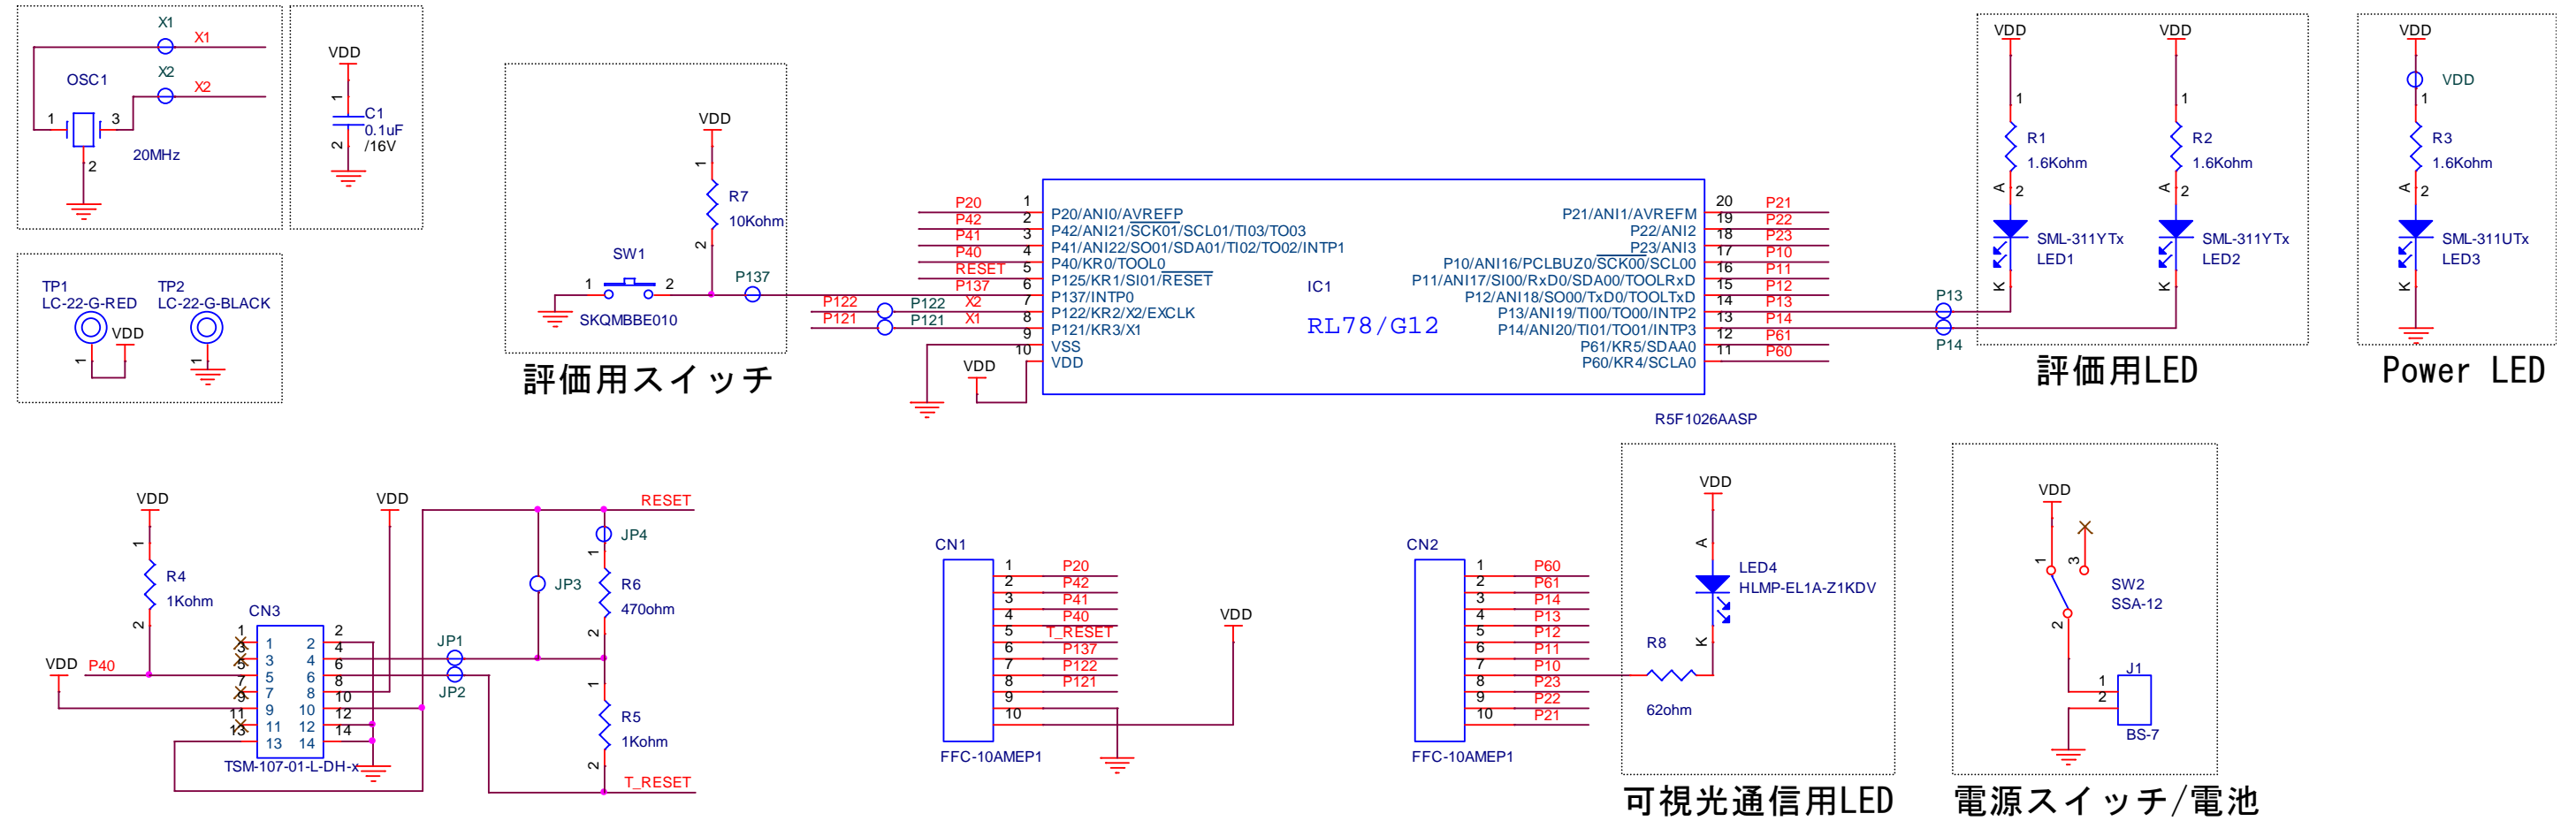 X1
X1
X2
X2
OSC1
1
3
2
20MHz
VDD
1
C1
0.1uF
/16V
2
TP1
LC-22-G-RED
VDD
1
TP2
LC-22-G-BLACK
1
VDD
1
R7
10Kohm
2
SW1
1
2
P137
SKQMBBE010
評価用スイッチ
P20 1 P20/ANI0/AVREFP
P42 2 P42/ANI21/SCK01/SCL01/TI03/TO03
P41 3 P41/ANI22/SO01/SDA01/TI02/TO02/INTP1
P40 4 P40/KR0/TOOL0
RESET 5 P125/KR1/SI01/RESET
P137 6 P137/INTP0
P122 P122 X2 7 P122/KR2/X2/EXCLK
P121 P121 X1 8 P121/KR3/X1
9 VSS
10 VDD
VDD
IC1
RL78/G12
P21/ANI1/AVREFM 20 P21
P22/ANI2 19 P22
P23/ANI3 18 P23
P10/ANI16/PCLBUZ0/SCK00/SCL00 17 P10
P11/ANI17/SI00/RxD0/SDA00/TOOLRxD 16 P11
P12/ANI18/SO00/TxD0/TOOLTxD 15 P12
P13/ANI19/TI00/TO00/INTP2 14 P13
P14/ANI20/TI01/TO01/INTP3 13 P14
P61/KR5/SDAA0 12 P61
P60/KR4/SCLA0 11 P60
R5F1026AASP
P13
P14
VDD
1
R1
1.6Kohm
A 2
SML-311YTx
LED1
K
VDD
1
R2
1.6Kohm
A 2
SML-311YTx
LED2
K
評価用LED
VDD
VDD
1
R3
1.6Kohm
A 2
SML-311UTx
LED3
K
Power LED
VDD
1
R4
1Kohm
2
VDD
P40
CN3
1 1 2 2
3 3 4 4
5 5 6 6
7 7 8 8
9 9 10 10
11 11 12 12
13 13 14 14
TSM-107-01-L-DH-x
VDD
JP1
JP2
RESET
JP4
JP3
1
R6
470ohm
2
1
R5
1Kohm
2
T_RESET
CN1
1 P20
2 P42
3 P41
4 P40
5 T_RESET
6 P137
7 P122
8 P121
9
10
VDD
FFC-10AMEP1
CN2
1 P60
2 P61
3 P14
4 P13
5 P12
6 P11
7 P10
8 P23
9 P22
10 P21
FFC-10AMEP1
VDD
A
LED4
HLMP-EL1A-Z1KDV
K
R8
62ohm
可視光通信用LED
VDD
1
3
SW2
SSA-12
2
J1
1
2
BS-7
電源スイッチ/電池